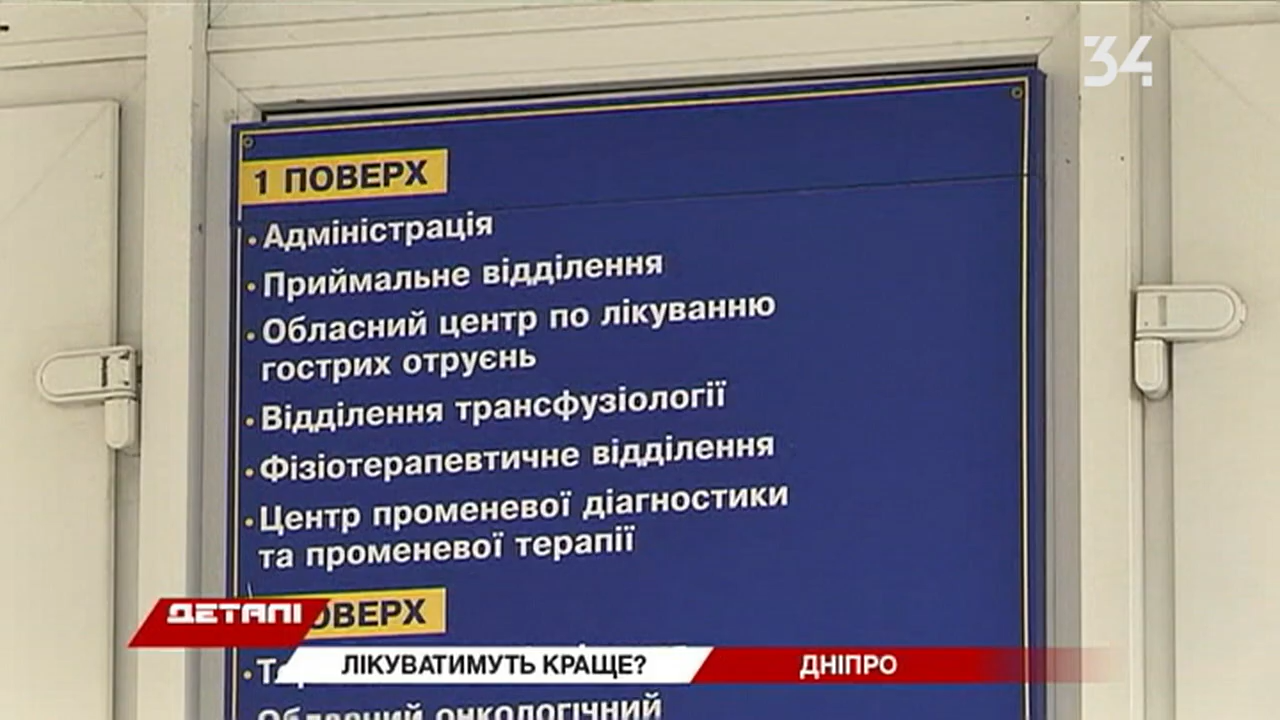 34
1 ПОВЕРХ
• Адміністрація
• Приймальне відділення
• Обласний центр по лікуванню
гострих отруєнь
• Відділення трансфузіології
• Фізіотерапевтичне відділення
• Центр променевої діагностики
та променевої терапії
ПОВЕРХ
ДЕТАЛІ
ЛІКУВАТИМУТЬ КРАЩЕ?
ДНІПРО
Обласний онкологічний